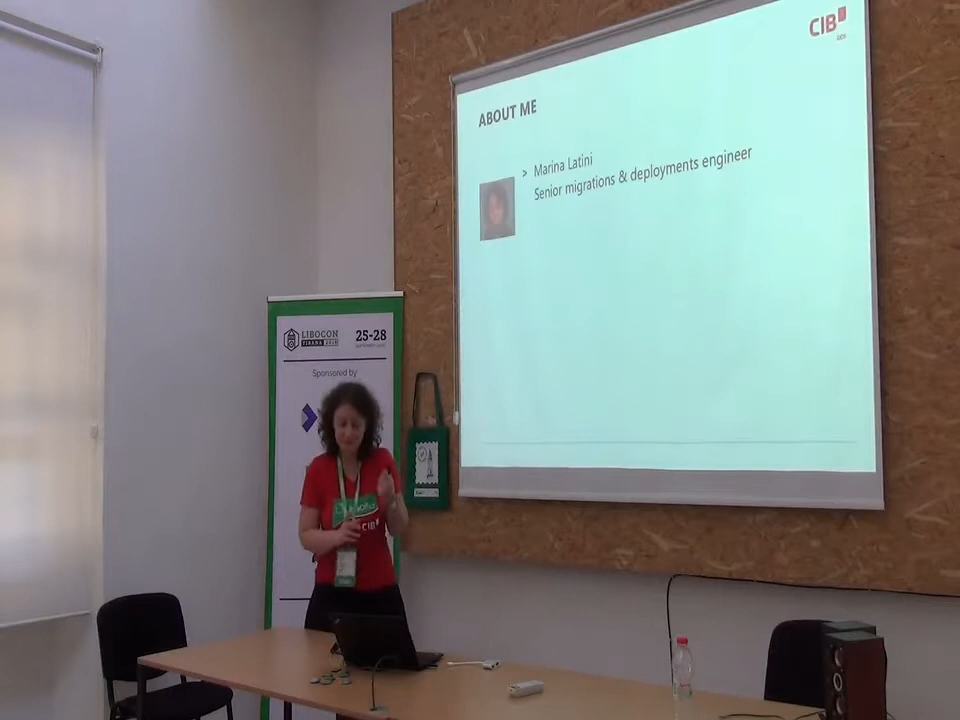 CIB
ABOUT ME
> Marina Latini
Senior migrations & deployments engineer
LIBOCON
25-28
Sponsored by
CIB